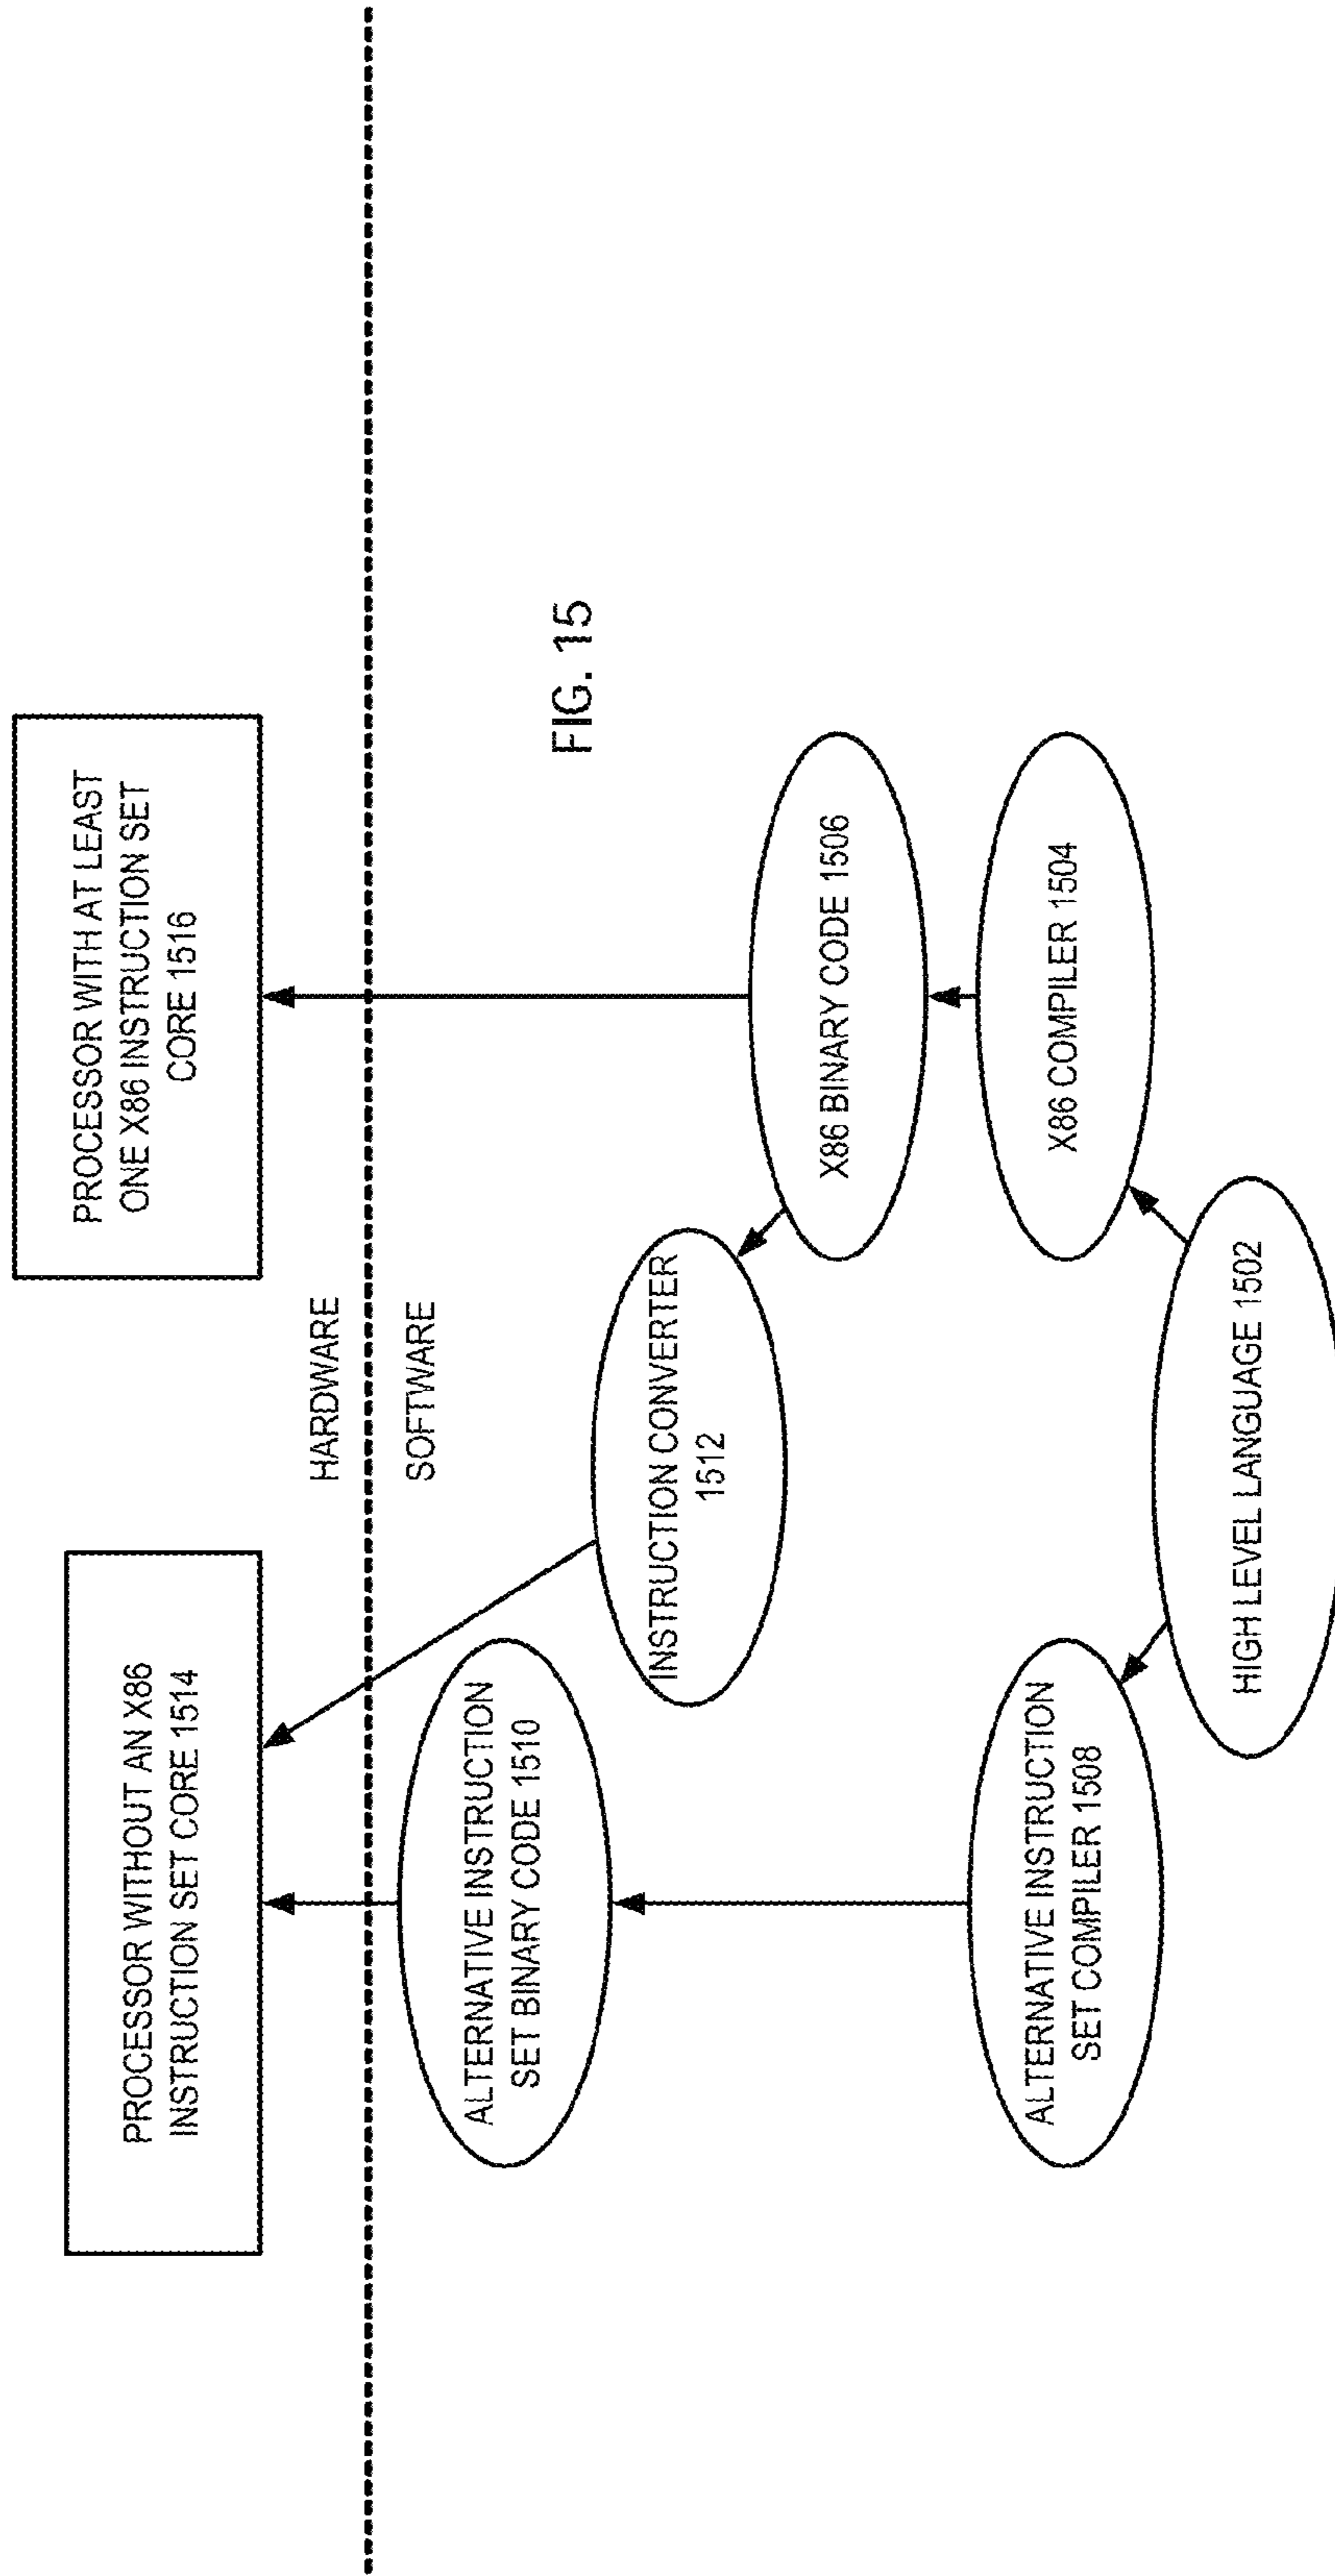 PROCESSOR WITHOUT AN X86
INSTRUCTION SET CORE 1514
PROCESSOR WITH AT LEAST
ONE X86 INSTRUCTION SET
CORE 1516
HARDWARE
SOFTWARE
ALTERNATIVE INSTRUCTION
SET BINARY CODE 1510
INSTRUCTION CONVERTER
1512
FIG. 15
X86 BINARY CODE 1506
ALTERNATIVE INSTRUCTION
SET COMPILER 1508
X86 COMPILER 1504
HIGH LEVEL LANGUAGE 1502